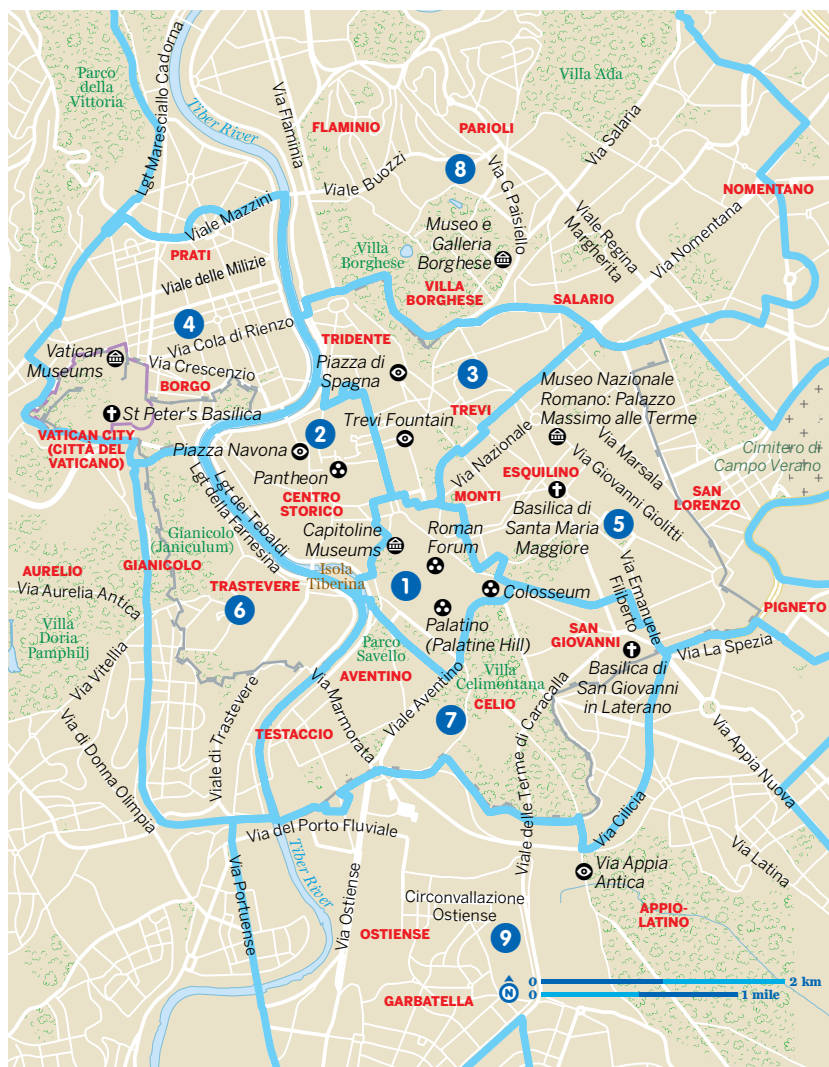 Parco
della
Vittoria
Lgt Maresciallo Cadorna
Tiber River
Via Flaminia
FLAMINIO
PARIOLI
Villa Ada
Via Salaria
8
Viale Buozzi
Via G Paisiello
NOMENTANO
Viale Mazzini
Museo e
Galleria
Borghese
Viale Regina
Margherita
Via Nomentana
PRATI
Villa
Borghese
Viale delle Milizie
VILLA
BORGHESE
SALARIO
4
Via Cola di Rienzo
TRIDENTE
Vatican
Museums
Via Crescenzio
BORGO
Piazza di
Spagna
3
Museo Nazionale
Romano: Palazzo
Massimo alle Terme
St Peter's Basilica
TREVI
Trevi Fountain
2
VATICAN CITY
(CITTÀ DEL
VATICANO)
Piazza Navona
Pantheon
Via Nazionale
Via Marsala
Cimitero di
Campo Verano
ESQUILINO
Via Giovanni Giolitti
Lgt dei Tebaldi
Lgt della Farnesina
CENTRO
STORICO
MONTI
SAN
LORENZO
Gianicolo
(Janiculum)
Capitoline
Museums
Roman
Forum
Basilica di
Santa Maria
Maggiore
5
AURELIO
GIANICOLO
Isola
Tiberina
Via Aurelia Antica
TRASTEVERE
1
Colosseum
Via Emanuele
Filiberto
PIGNETO
6
Villa
Doria
Pamphilj
Palatino
(Palatine Hill)
SAN
GIOVANNI
Parco
Savello
Via La Spezia
Via Vitellia
AVENTINO
Villa
Celimontana
Basilica di
San Giovanni
in Laterano
Via Marmorata
Viale Aventino
CELIO
7
Via di Donna Olimpia
Viale di Trastevere
TESTACCIO
Viale delle Terme di Caracalla
Via Appia Nuova
Via Cilicia
Via del Porto Fluviale
Via Latina
Tiber River
Via Portuense
Via Ostiense
Via Appia
Antica
Circonvallazione
Ostiense
APPIO-
LATINO
OSTIENSE
9
N
0
2 km
0
1 mile
GARBATELLA